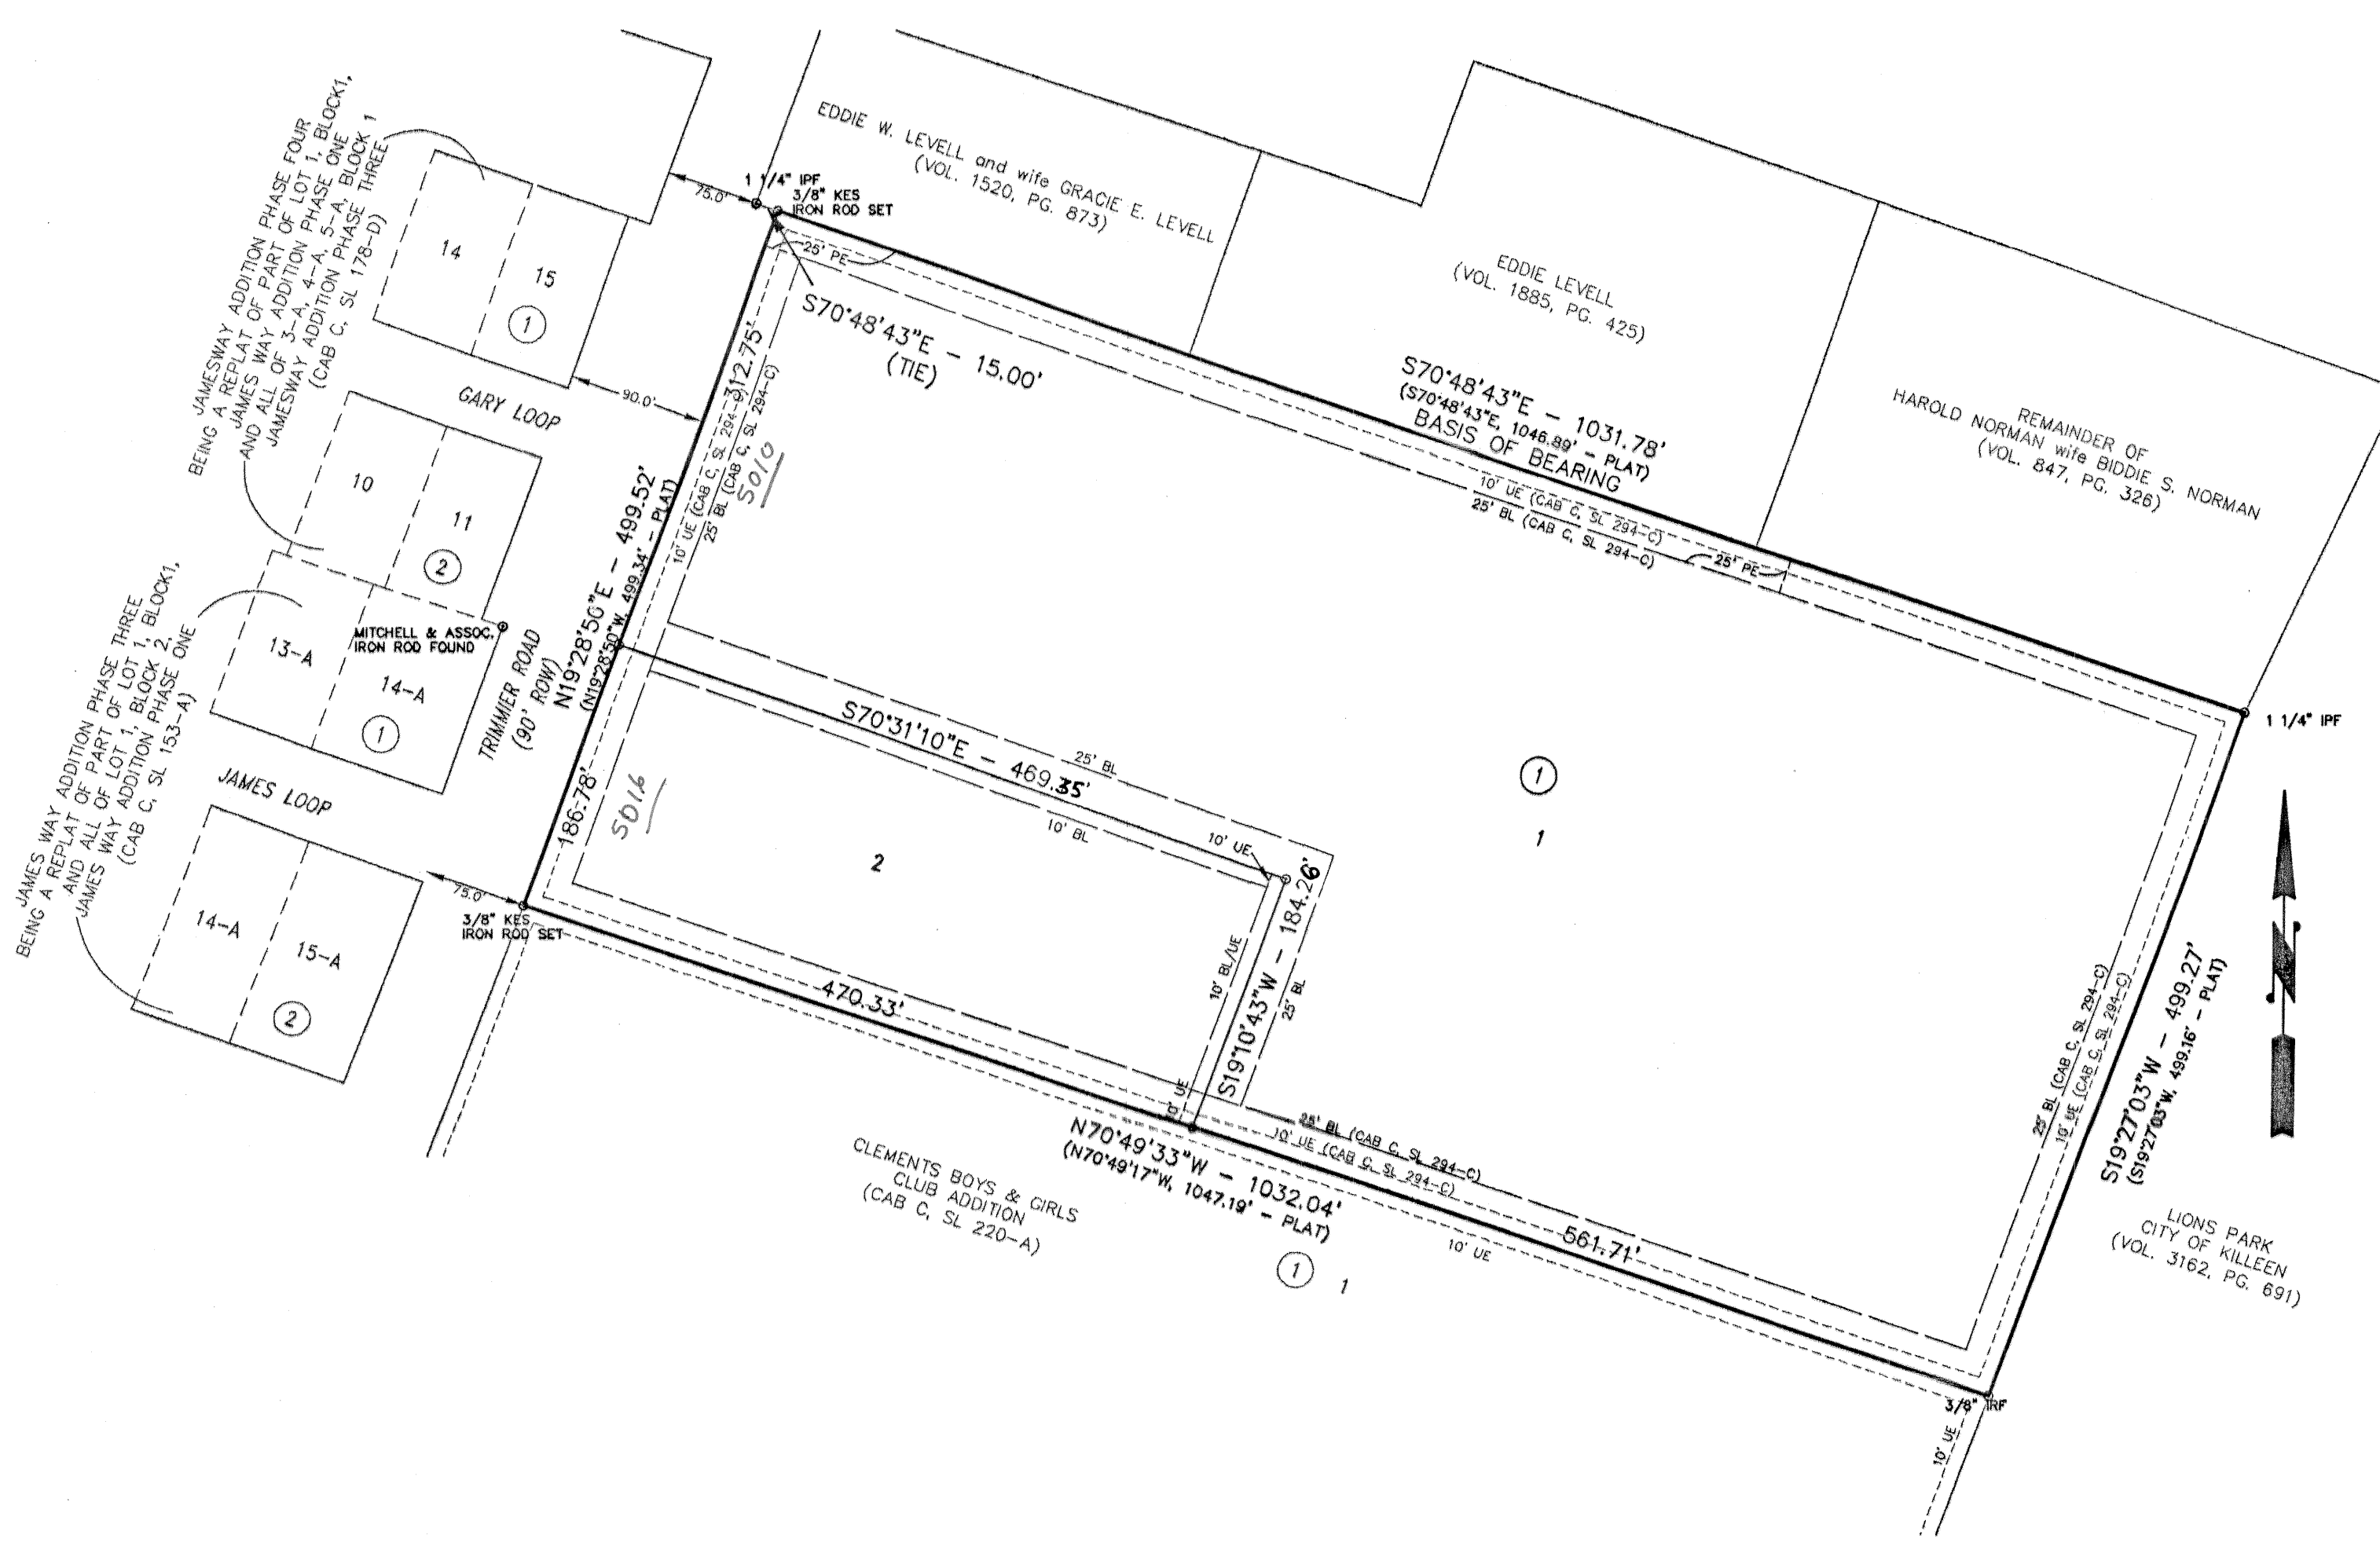 JAMESWAY ADDITION PHASE FOUR
BEING A REPLAT OF PART OF LOT 1, BLOCK1,
JAMES WAY ADDITION PHASE ONE
AND ALL OF 3-A, 4-A, 5-A, BLOCK 1
JAMESWAY ADDITION PHASE THREE
(CAB C, SL 178-D)
14
15
1
GARY LOOP
10
11
2
JAMES WAY ADDITION PHASE THREE
BEING A REPLAT OF PART OF LOT 1, BLOCK1,
AND ALL OF LOT 1, BLOCK 2,
JAMES WAY ADDITION PHASE ONE
(CAB C, SL 153-A)
13-A
14-A
1
MITCHELL & ASSOC.
IRON ROD FOUND
JAMES LOOP
14-A
15-A
2
TRIMMIER ROAD
(90' ROW)
75.0'
90.0'
75.0'
1 1/4" IPF
3/8" KES
IRON ROD SET
EDDIE W. LEVELL and wife GRACIE E. LEVELL
(VOL. 1520, PG. 873)
EDDIE LEVELL
(VOL. 1885, PG. 425)
REMAINDER OF
HAROLD NORMAN wife BIDDIE S. NORMAN
(VOL. 847, PG. 326)
25' PE
S70°48'43"E - 15.00'
(TIE)
S70°48'43"E - 1031.78'
(S70°48'43"E, 1046.89' - PLAT)
BASIS OF BEARING
10' UE (CAB C, SL 294-C)
25' BL (CAB C, SL 294-C)
25' PE
1 1/4" IPF
312.75'
10' UE (CAB C, SL 294-C)
25' BL (CAB C, SL 294-C)
5010
N19°28'50"E - 499.52'
(N19°28'50"W, 499.34' - PLAT)
186.78'
5016
S70°31'10"E - 469.35'
25' BL
10' BL
10' UE
2
1
1
S19°10'43"W - 184.26'
10' BL/UE
25' BL
10' UE
3/8" KES
IRON ROD SET
470.33'
N70°49'33"W - 1032.04'
(N70°49'17"W, 1047.19' - PLAT)
25' BL (CAB C, SL 294-C)
10' UE (CAB C, SL 294-C)
561.71'
10' UE
CLEMENTS BOYS & GIRLS
CLUB ADDITION
(CAB C, SL 220-A)
1
1
25' BL (CAB C, SL 294-C)
10' UE (CAB C, SL 294-C)
S19°27'03"W - 499.27'
(S19°27'03"W, 499.16' - PLAT)
N
LIONS PARK
CITY OF KILLEEN
(VOL. 3162, PG. 691)
3/8" IRF
10' UE